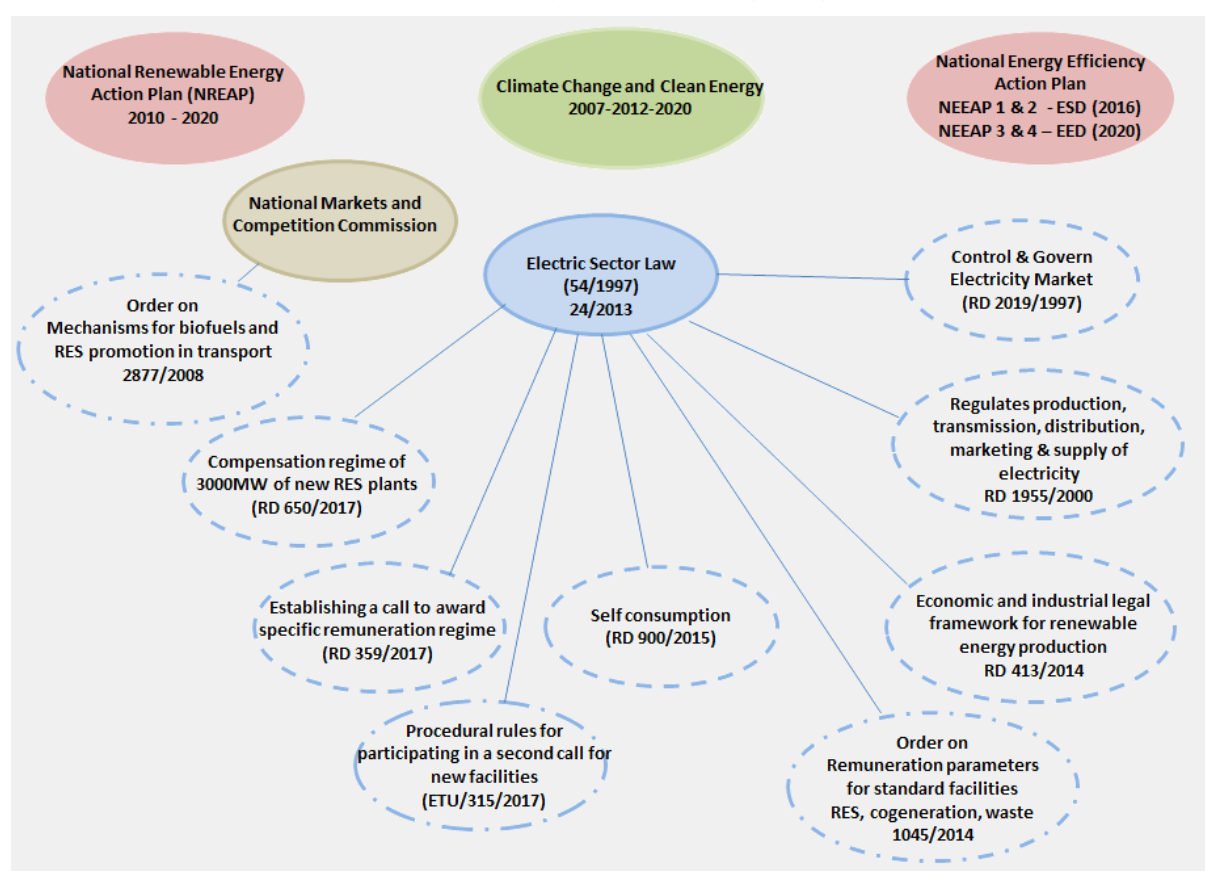 National Renewable Energy
Action Plan (NREAP)
2010 - 2020
Climate Change and Clean Energy
2007-2012-2020
National Energy Efficiency
Action Plan
NEEAP 1 & 2 - ESD (2016)
NEEAP 3 & 4 – EED (2020)
National Markets and
Competition Commission
Electric Sector Law
(54/1997)
24/2013
Control & Govern
Electricity Market
(RD 2019/1997)
Order on
Mechanisms for biofuels and
RES promotion in transport
2877/2008
Regulates production,
transmission, distribution,
marketing & supply of
electricity
RD 1955/2000
Compensation regime of
3000MW of new RES plants
(RD 650/2017)
Establishing a call to award
specific remuneration regime
(RD 359/2017)
Self consumption
(RD 900/2015)
Economic and industrial legal
framework for renewable
energy production
RD 413/2014
Procedural rules for
participating in a second call for
new facilities
(ETU/315/2017)
Order on
Remuneration parameters
for standard facilities
RES, cogeneration, waste
1045/2014